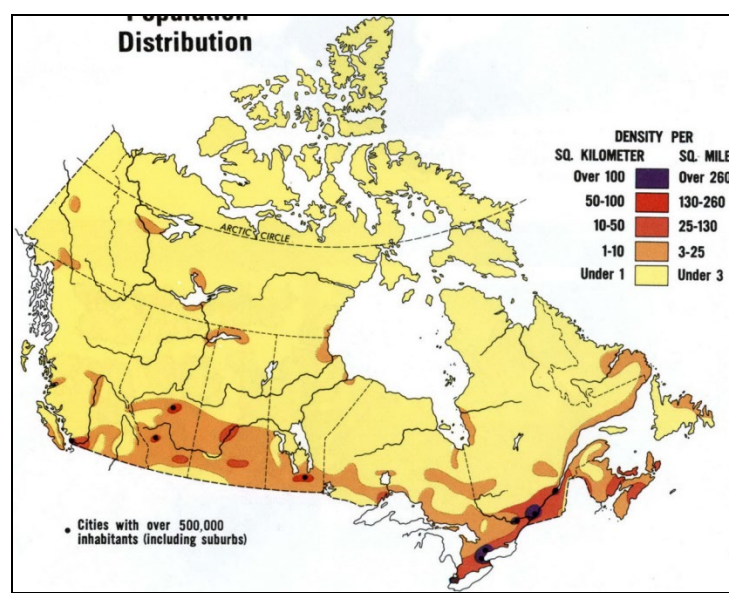 Population
Distribution
DENSITY PER
SQ. KILOMETER SQ. MILE
Over 100 Over 260
50-100 130-260
10-50 25-130
1-10 3-25
Under 1 Under 3
ARCTIC CIRCLE
• Cities with over 500,000
inhabitants (including suburbs)